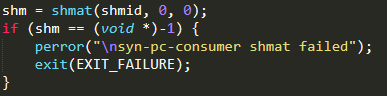 shm = shmat(shmid, 0, 0);
if (shm == (void *)-1) {
    perror("\nsyn-pc-consumer shmat failed");
    exit(EXIT_FAILURE);
}